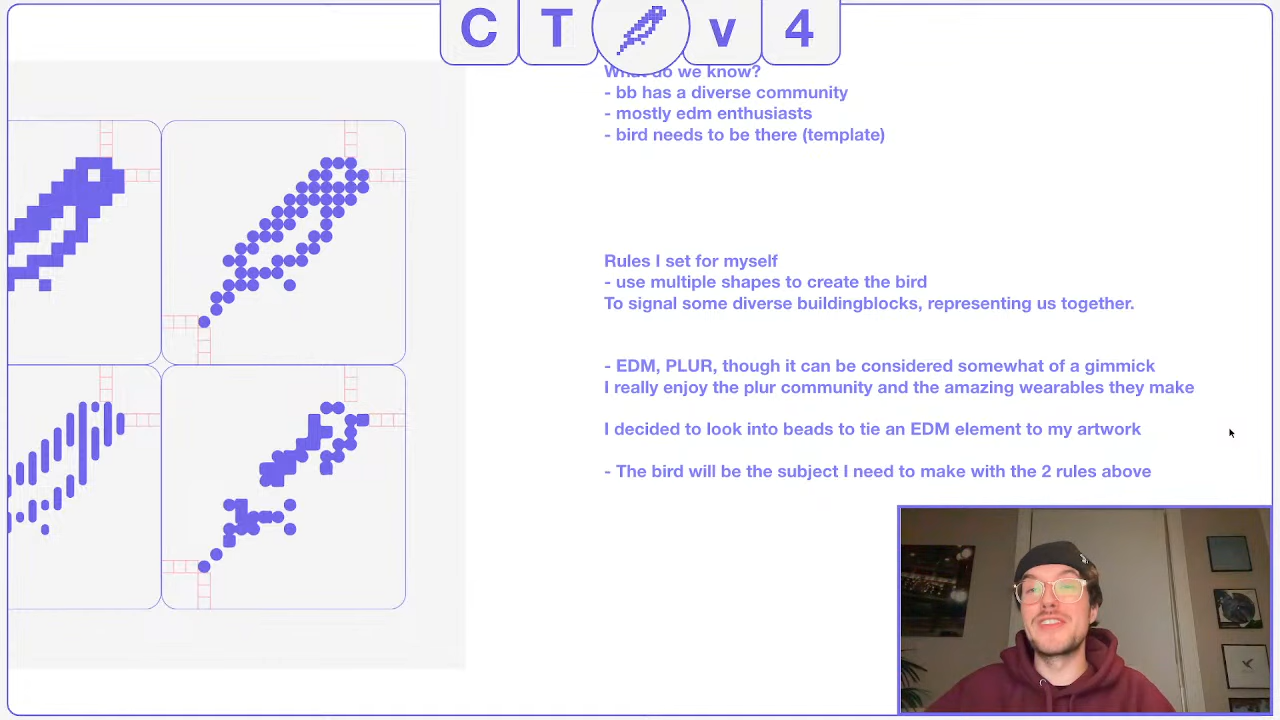 C T v 4
What do we know?
- bb has a diverse community
- mostly edm enthusiasts
- bird needs to be there (template)
Rules I set for myself
- use multiple shapes to create the bird
To signal some diverse buildingblocks, representing us together.
- EDM, PLUR, though it can be considered somewhat of a gimmick
I really enjoy the plur community and the amazing wearables they make
I decided to look into beads to tie an EDM element to my artwork
- The bird will be the subject I need to make with the 2 rules above